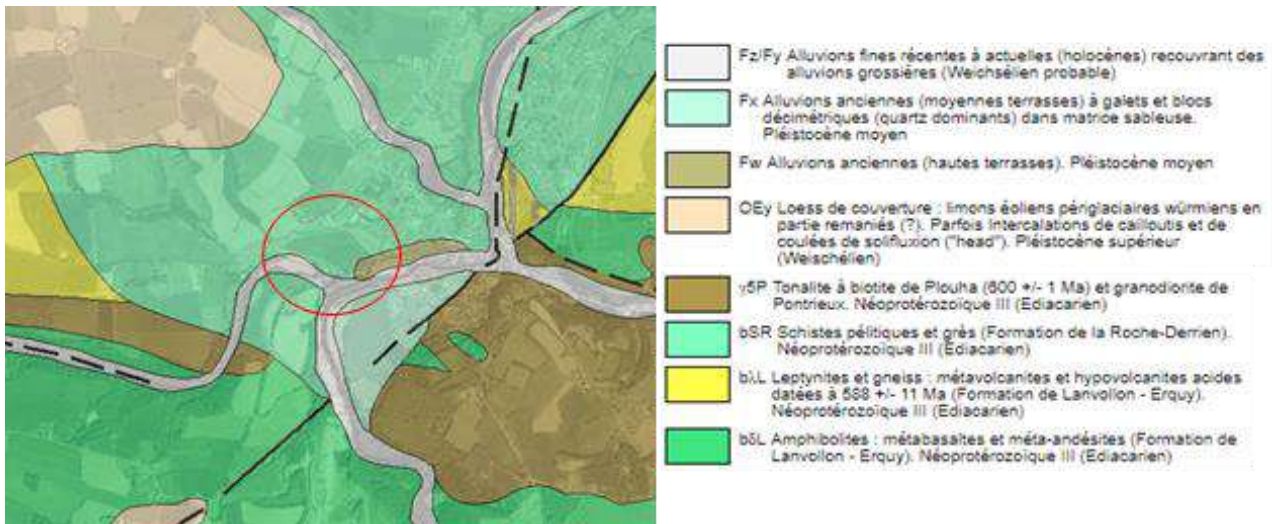 Fz/Fy Alluvions fines récentes à actuelles (holocènes) recouvrant des
alluvions grossières (Weichsélien probable)
Fx Alluvions anciennes (moyennes terrasses) à galets et blocs
décimétriques (quartz dominants) dans matrice sableuse.
Pléistocène moyen
Fw Alluvions anciennes (hautes terrasses). Pléistocène moyen
OEy Loess de couverture : limons éoliens périglaciaires würmiens en
partie remaniés (?). Parfois intercalations de cailloutis et de
coulées de solifluxion ("head"). Pléistocène supérieur
(Weischélien)
γ5P Tonalite à biotite de Plouha (600 +/- 1 Ma) et granodiorite de
Pontrieux. Néoprotérozoïque III (Ediacarien)
bSR Schistes pélitiques et grès (Formation de la Roche-Derrien).
Néoprotérozoïque III (Ediacarien)
bλL Leptynites et gneiss : métavolcanites et hypovolcanites acides
datées à 588 +/- 11 Ma (Formation de Lanvollon - Erquy).
Néoprotérozoïque III (Ediacarien)
bδL Amphibolites : métabasaltes et méta-andésites (Formation de
Lanvollon - Erquy). Néoprotérozoïque III (Ediacarien)